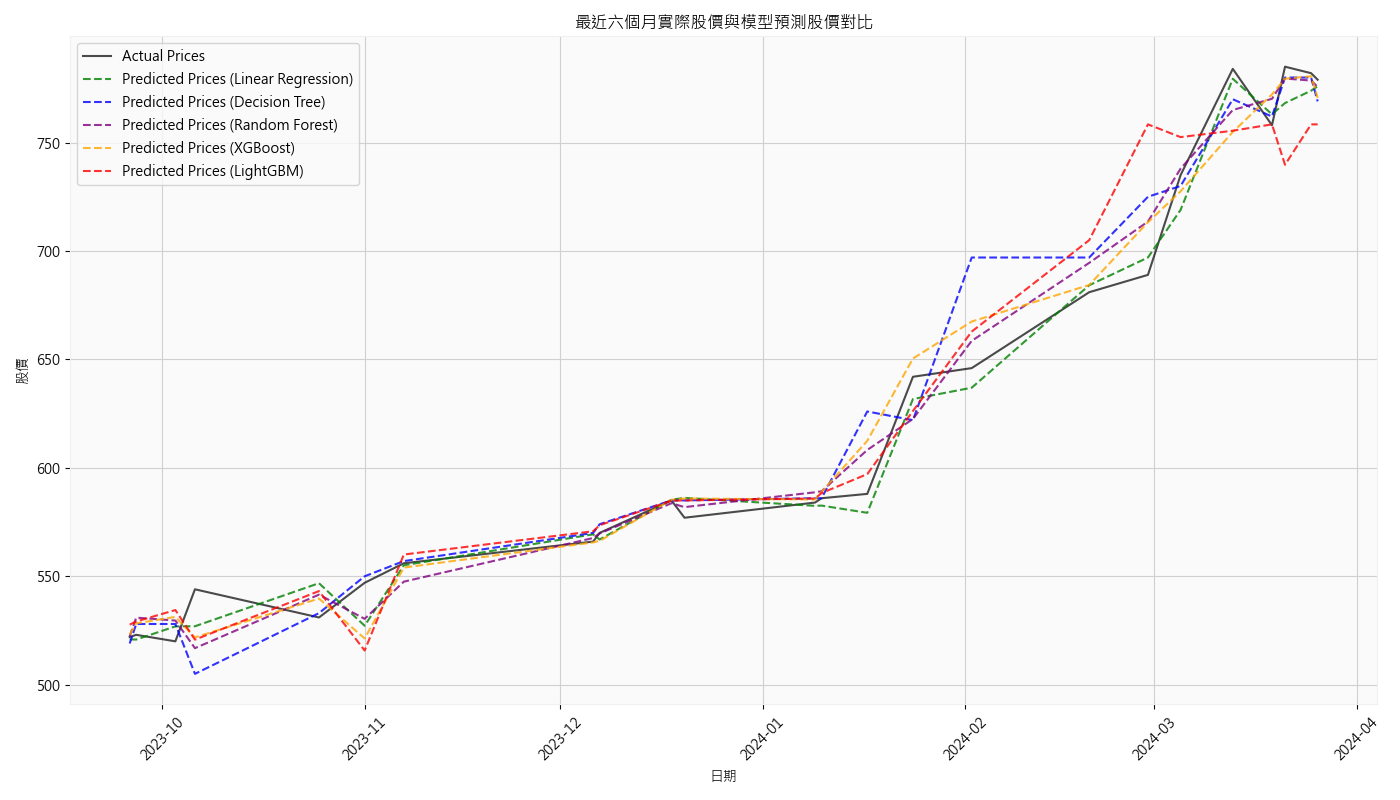 最近六個月實際股價與模型預測股價對比
Actual Prices
Predicted Prices (Linear Regression)
Predicted Prices (Decision Tree)
Predicted Prices (Random Forest)
Predicted Prices (XGBoost)
Predicted Prices (LightGBM)
750
700
650
600
550
500
股價
2023-10
2023-11
2023-12
2024-01
2024-02
2024-03
2024-04
日期